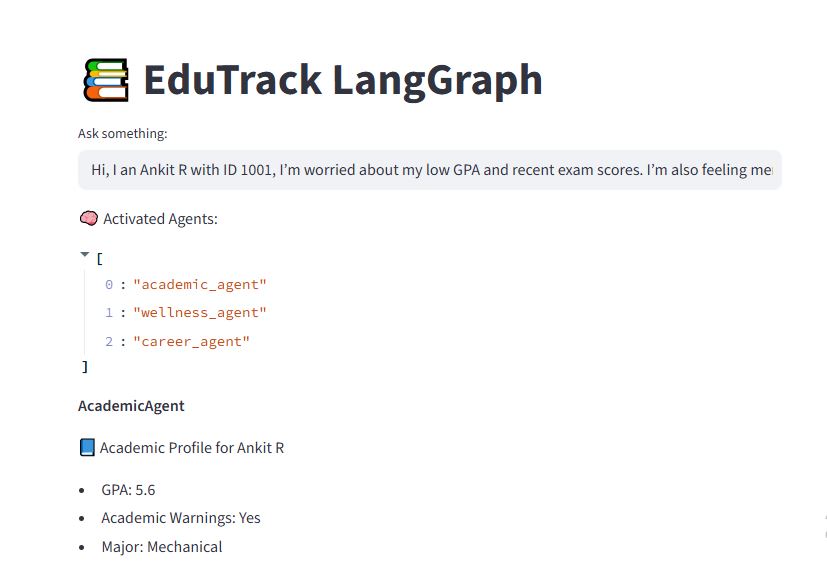 EduTrack LangGraph
Ask something:
Hi, I an Ankit R with ID 1001, I’m worried about my low GPA and recent exam scores. I’m also feeling
Activated Agents:
[
0 : "academic_agent"
1 : "wellness_agent"
2 : "career_agent"
]
AcademicAgent
Academic Profile for Ankit R
• GPA: 5.6
• Academic Warnings: Yes
• Major: Mechanical